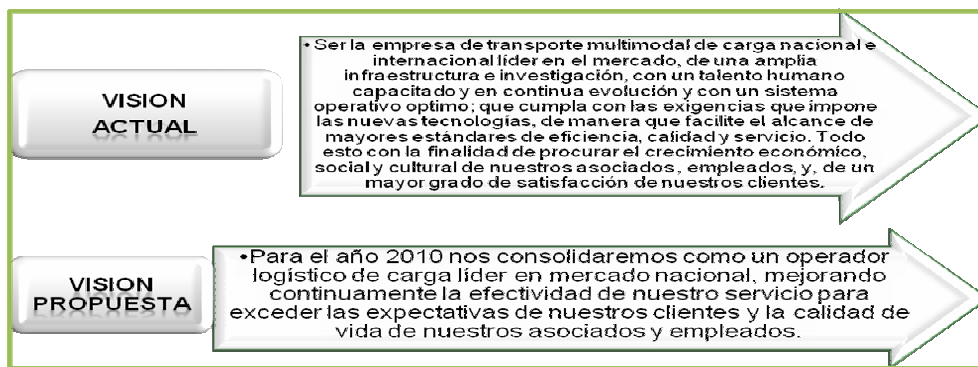 VISION
ACTUAL
•Ser la empresa de transporte multimodal de carga nacional e
internacional líder en el mercado, de una amplia
infraestructura e investigación, con un talento humano
capacitado y en continua evolución y con un sistema
operativo optimo; que cumpla con las exigencias que impone
las nuevas tecnologías, de manera que facilite el alcance de
mayores estándares de eficiencia, calidad y servicio. Todo
esto con la finalidad de procurar el crecimiento económico,
social y cultural de nuestros asociados, empleados, y, de un
mayor grado de satisfacción de nuestros clientes.
VISION
PROPUESTA
•Para el año 2010 nos consolidaremos como un operador
logístico de carga líder en mercado nacional, mejorando
continuamente la efectividad de nuestro servicio para
exceder las expectativas de nuestros clientes y la calidad de
vida de nuestros asociados y empleados.